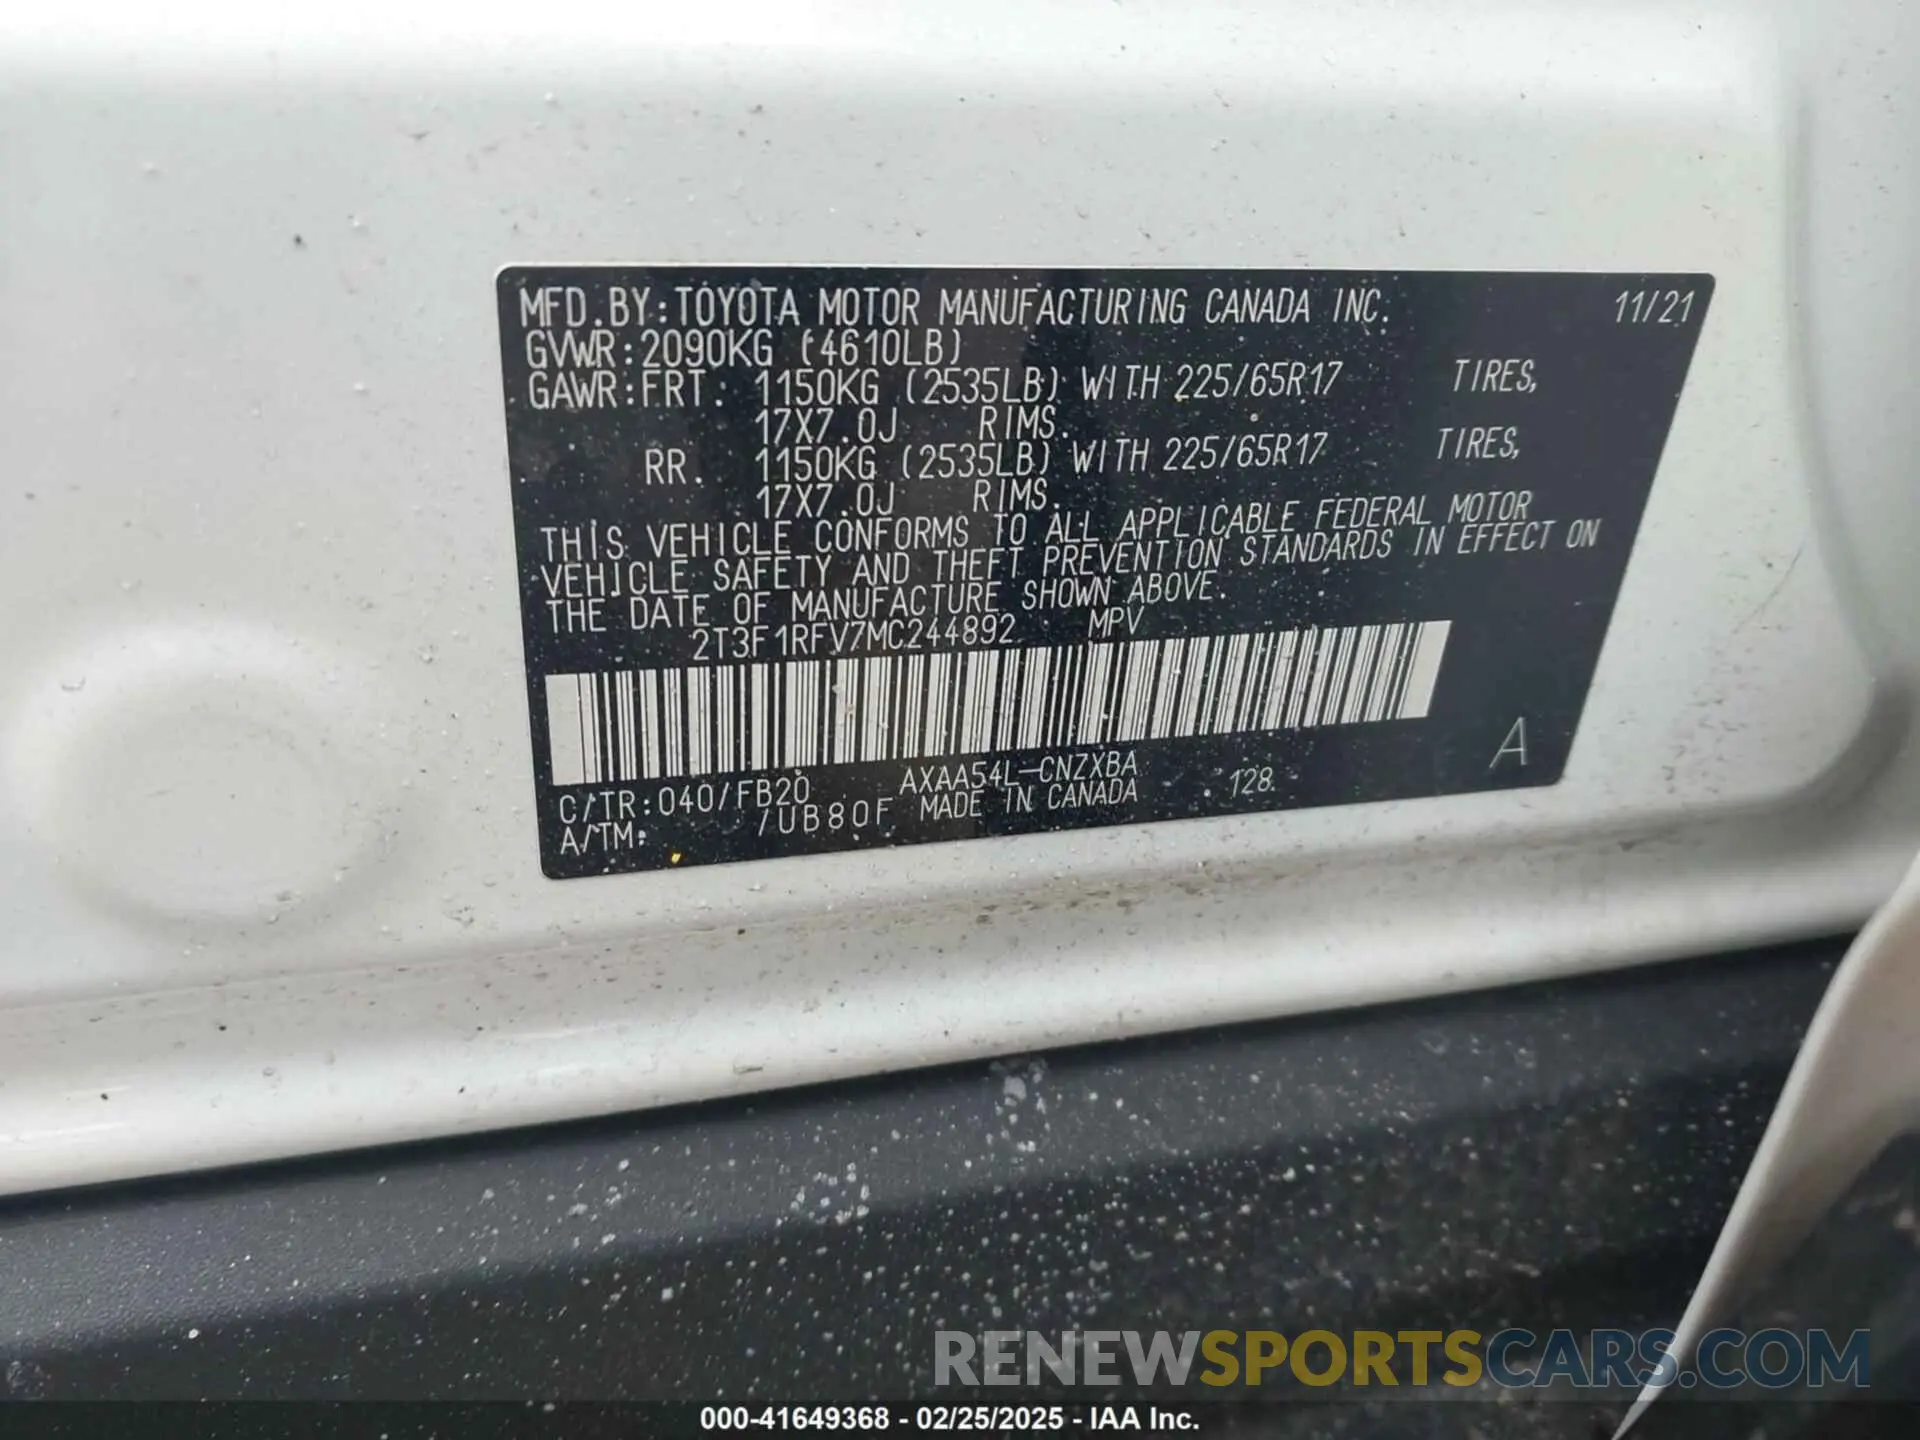 MFD.BY:TOYOTA MOTOR MANUFACTURING CANADA INC. 11/21
GVWR:2090KG (4610LB)
GAWR:FRT. 1150KG (2535LB) WITH 225/65R17 TIRES,
17X7.0J RIMS.
RR. 1150KG (2535LB) WITH 225/65R17 TIRES,
17X7.0J RIMS.
THIS VEHICLE CONFORMS TO ALL APPLICABLE FEDERAL MOTOR
VEHICLE SAFETY AND THEFT PREVENTION STANDARDS IN EFFECT ON
THE DATE OF MANUFACTURE SHOWN ABOVE.
2T3F1RFV7MC244892 MPV
C/TR:040/FB20 AXAA54L-CNZXBA 128 A
A/TM: /UB80F MADE IN CANADA
RENEWSPORTSCARS.COM
000-41649368 - 02/25/2025 - IAA Inc.